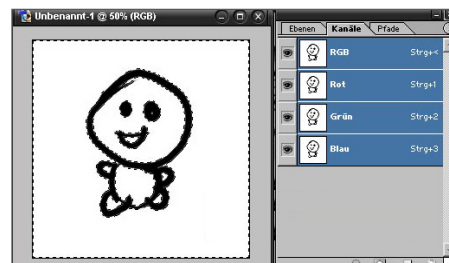 Unbenannt-1 @ 50% (RGB)
Ebenen Kanäle Pfade
RGB Strg+<
Rot Strg+1
Grün Strg+2
Blau Strg+3